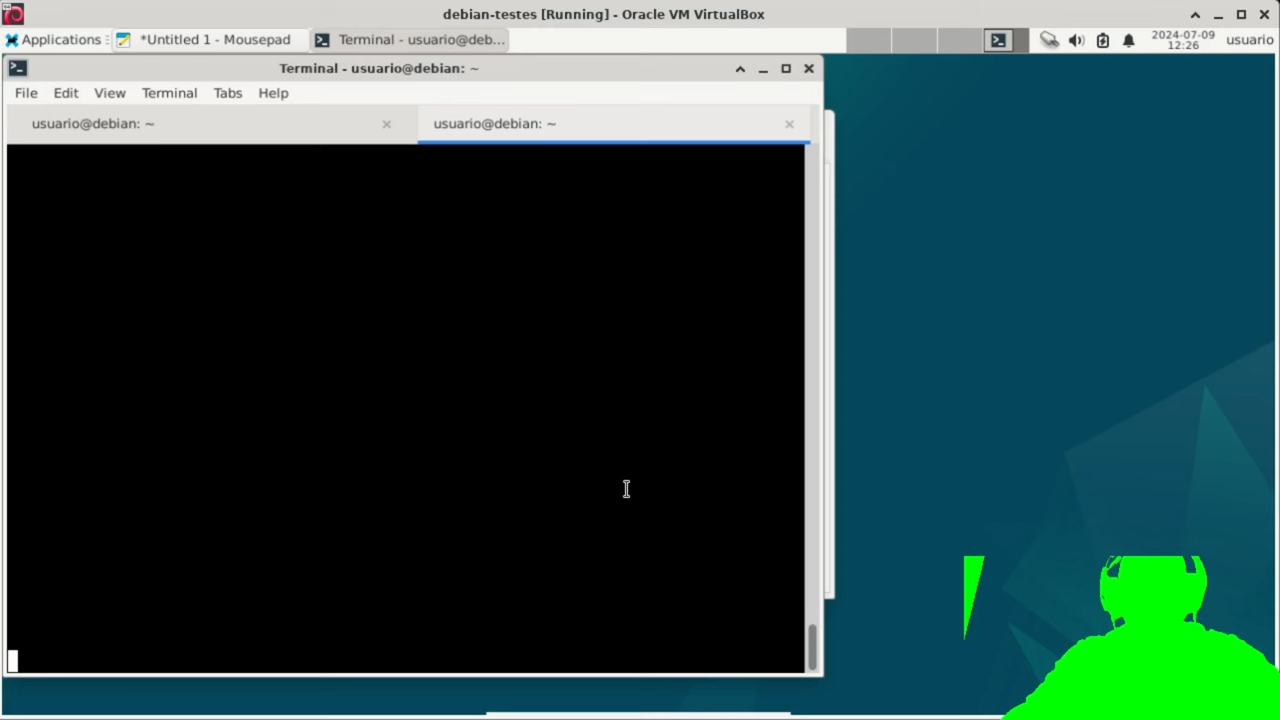 debian-testes [Running] - Oracle VM VirtualBox
Applications
*Untitled 1 - Mousepad
Terminal - usuario@deb...
2024-07-09
12:26
usuario
Terminal - usuario@debian: ~
File Edit View Terminal Tabs Help
usuario@debian: ~
usuario@debian: ~